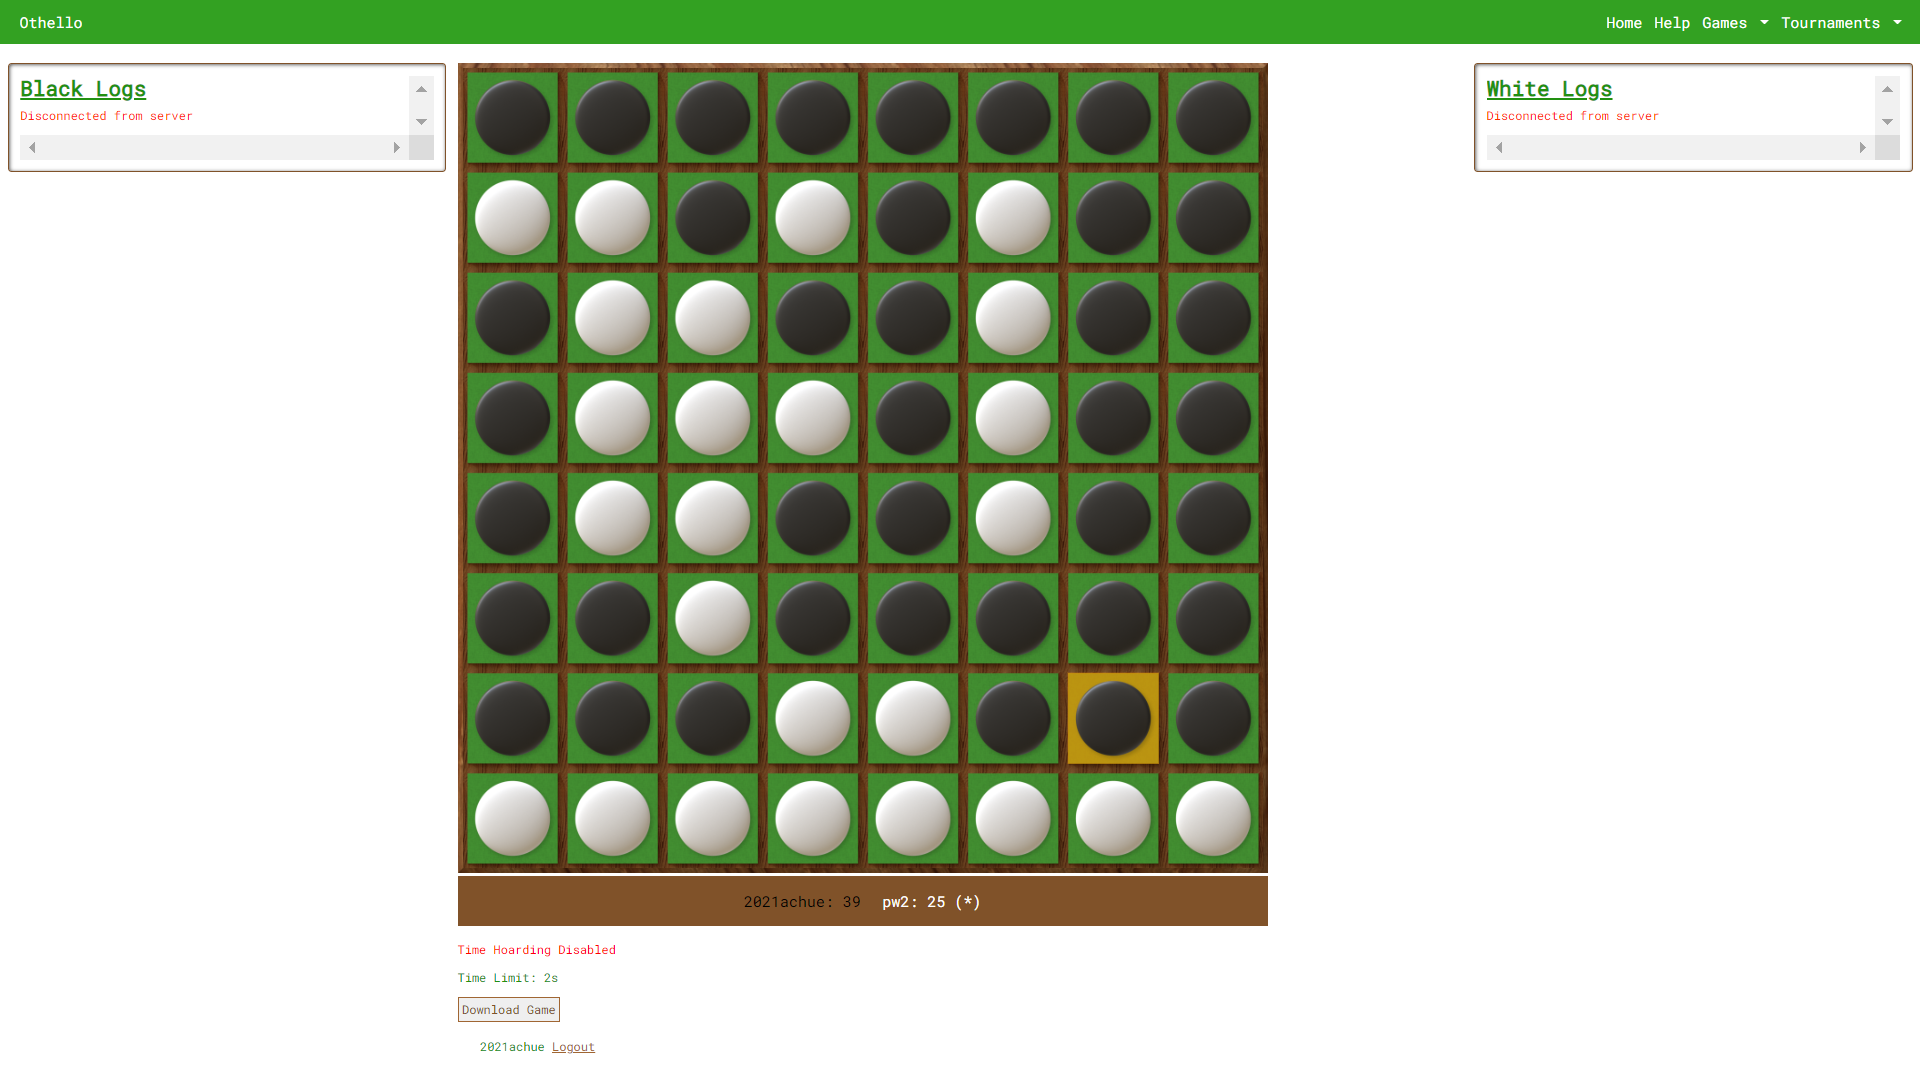 Othello
Home Help Games Tournaments
Black Logs
Disconnected from server
White Logs
Disconnected from server
2021achue: 39 pw2: 25 (*)
Time Hoarding Disabled
Time Limit: 2s
Download Game
2021achue Logout